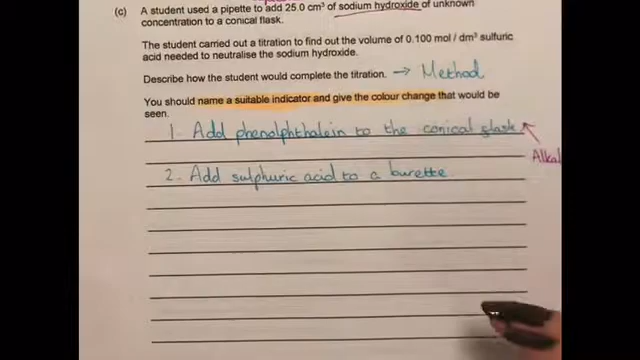 (c) A student used a pipette to add 25.0 cm³ of sodium hydroxide of unknown
concentration to a conical flask.
The student carried out a titration to find out the volume of 0.100 mol / dm³ sulfuric
acid needed to neutralise the sodium hydroxide.
Describe how the student would complete the titration. → Method
You should name a suitable indicator and give the colour change that would be
seen.
1. Add phenolphthalein to the conical flask
Alkal
2. Add sulphuric acid to a burette